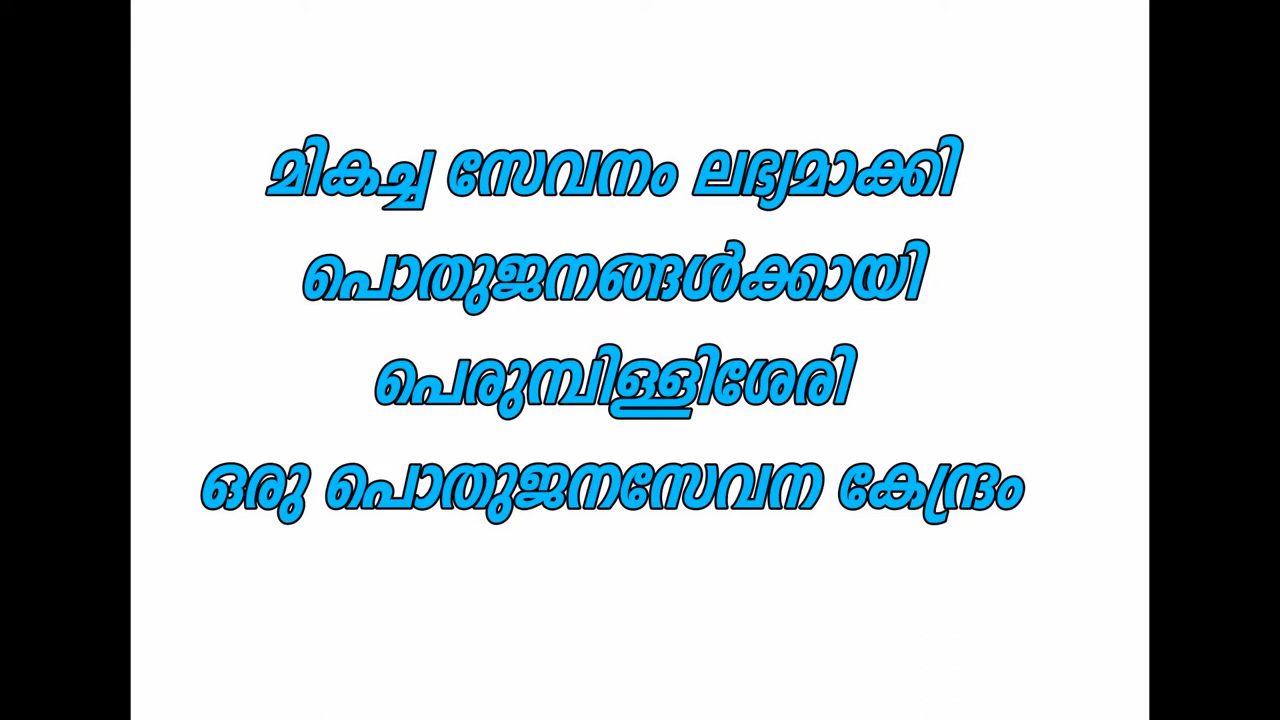 മികച്ച സേവനം ലഭ്യമാക്കി
പൊതുജനങ്ങൾക്കായി
പെരുമ്പിള്ളിശേരി
ഒരു പൊതുജനസേവന കേന്ദ്രം